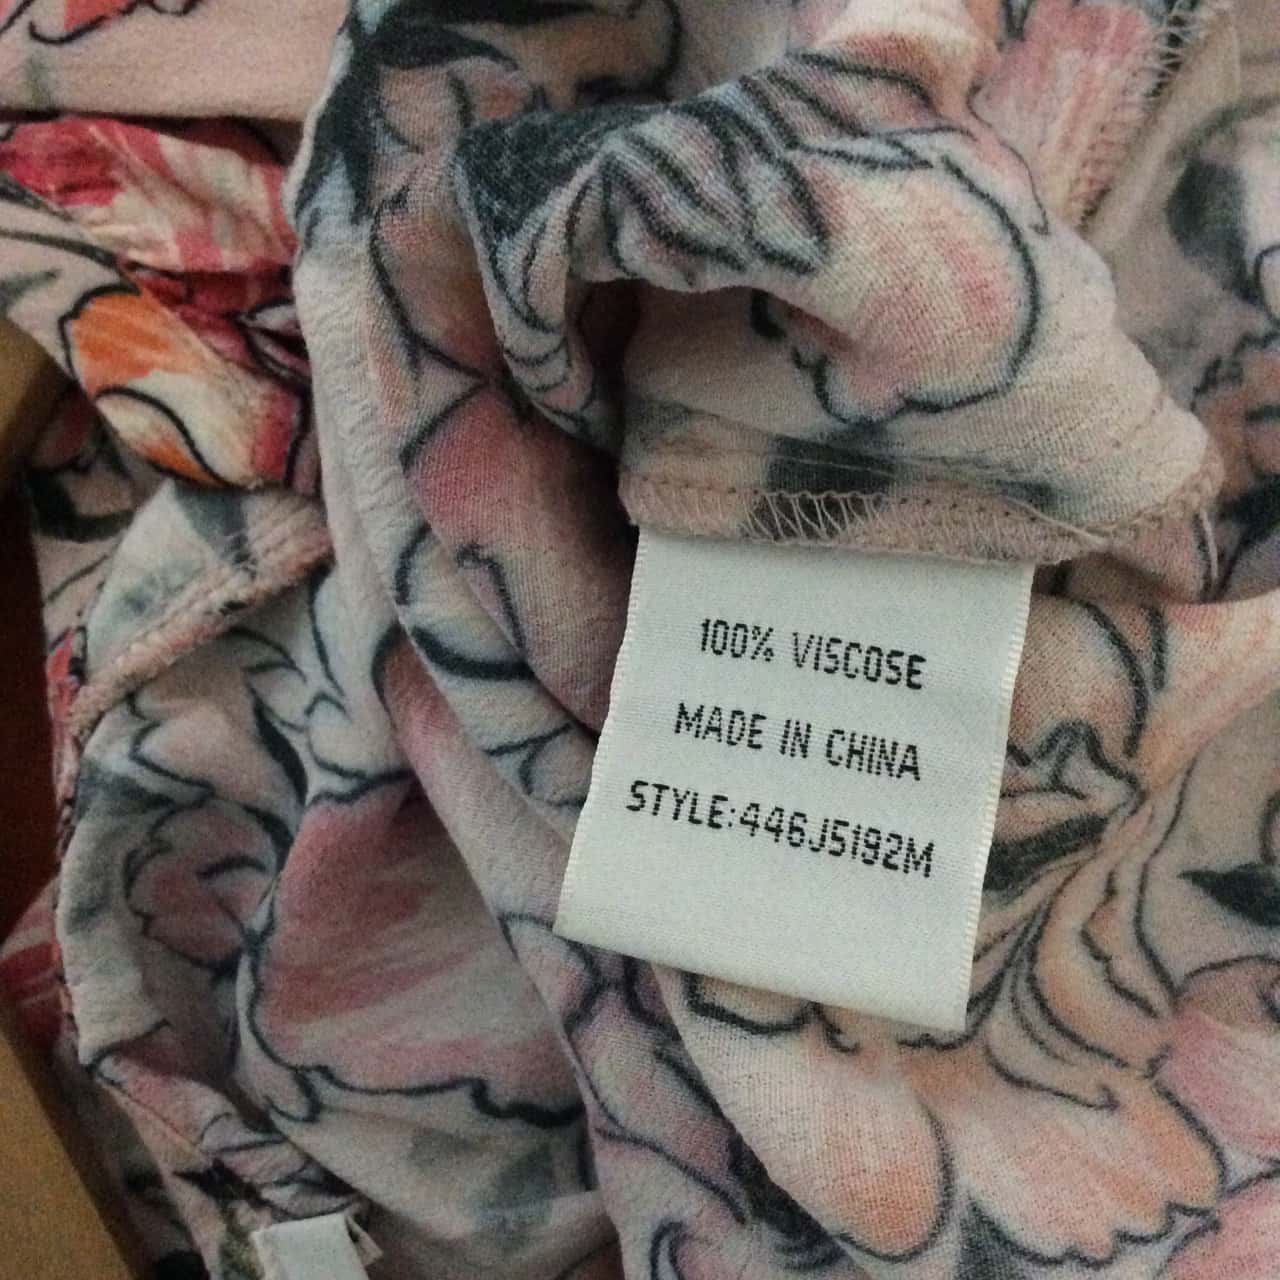 100% VISCOSE
MADE IN CHINA
STYLE:446J5192M